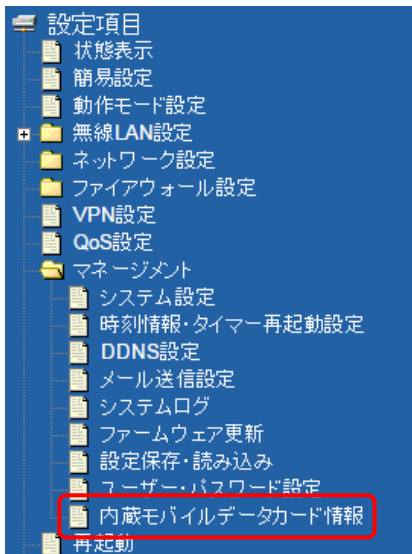 設定項目
状態表示
簡易設定
動作モード設定
無線LAN設定
ネットワーク設定
ファイアウォール設定
VPN設定
QoS設定
マネージメント
システム設定
時刻情報・タイマー再起動設定
DDNS設定
メール送信設定
システムログ
ファームウェア更新
設定保存・読み込み
ユーザー・パスワード設定
内蔵モバイルデータカード情報
再起動